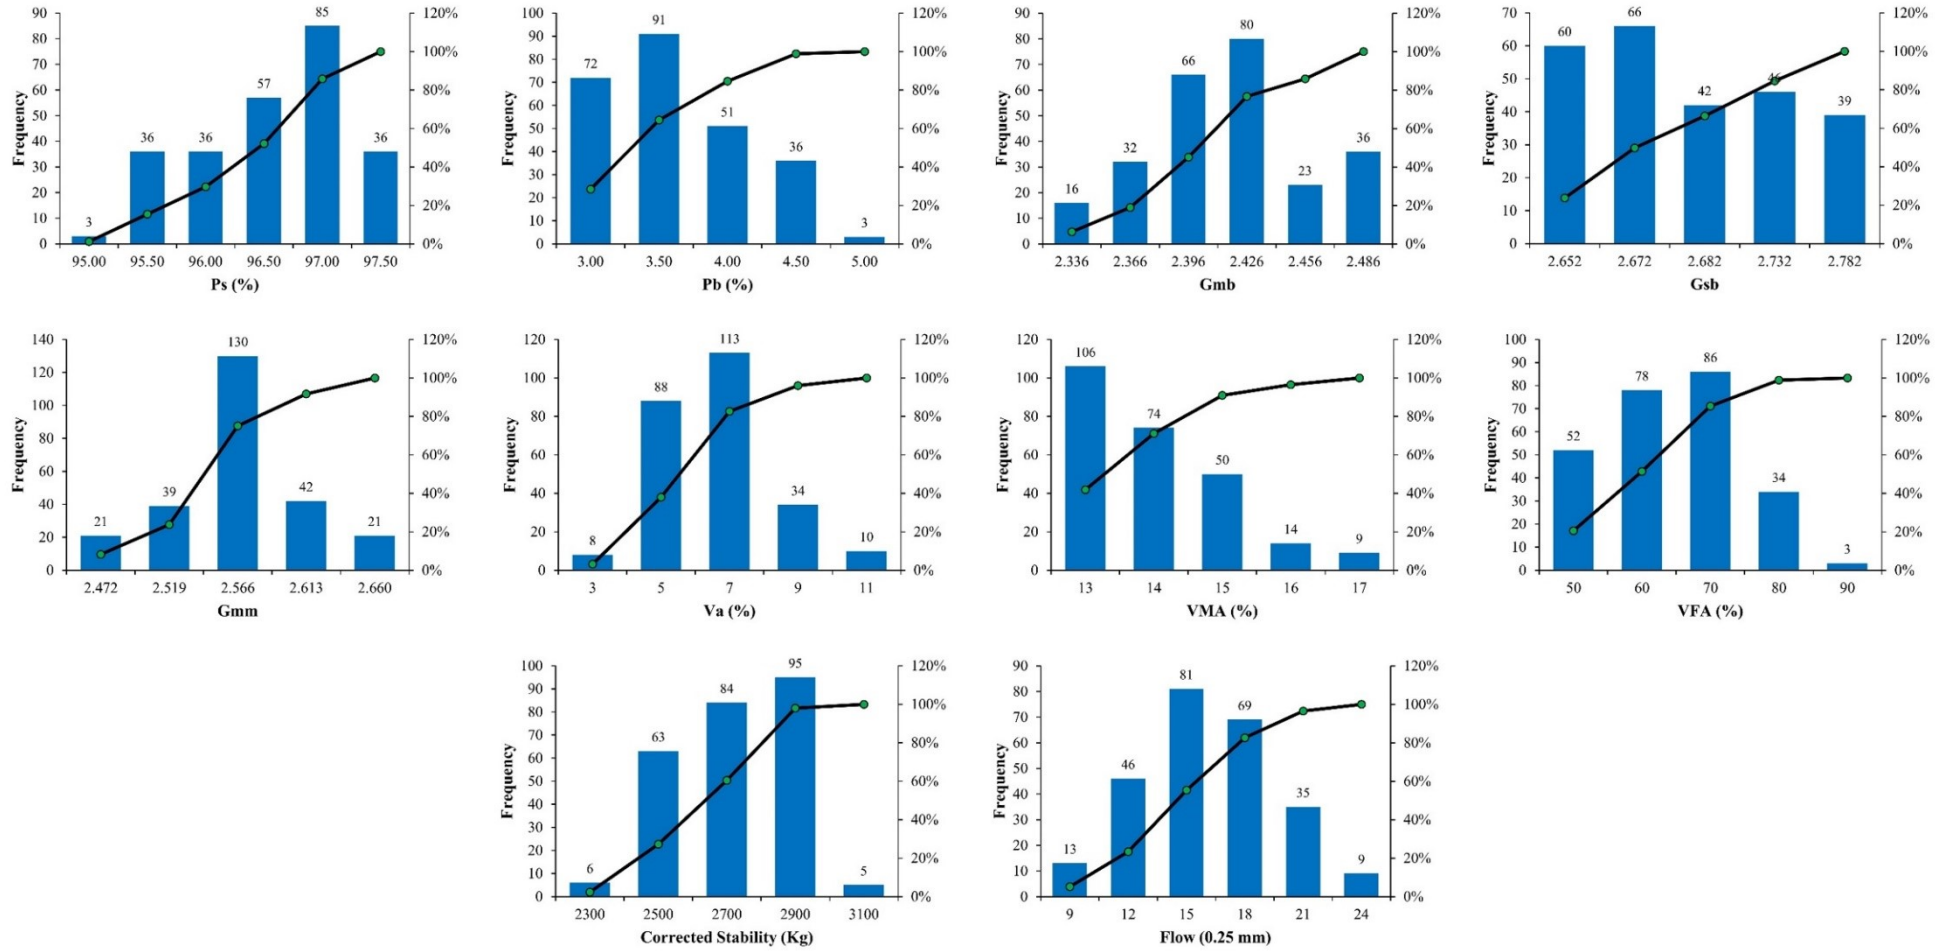 90 85 120%
80 100%
70 57 80%
60
50 36 36 36 60%
40
30 40%
20 20%
10 3
0 0%
95.00 95.50 96.00 96.50 97.00 97.50
Frequency
Ps (%)
100 91 120%
90 72 100%
80
70 51 80%
60
50 36 60%
40
30 40%
20 3 20%
10
0 0%
3.00 3.50 4.00 4.50 5.00
Frequency
Pb (%)
90 80 120%
80 66 100%
70
60 80%
50 32 36 60%
40 23
30 16 40%
20 20%
10
0 0%
2.336 2.366 2.396 2.426 2.456 2.486
Frequency
Gmb
70 60 66 120%
60 100%
50 42 46 39 80%
40 60%
30 40%
20
10 20%
0 0%
2.652 2.672 2.682 2.732 2.782
Frequency
Gsb
140 130 120%
120 100%
100 80%
80 60%
60 39 42
40 21 21 40%
20 20%
0 0%
2.472 2.519 2.566 2.613 2.660
Frequency
Gmm
120 113 120%
100 88 100%
80 80%
60 34 60%
40 40%
20 8 10 20%
0 0%
3 5 7 9 11
Frequency
Va (%)
120 106 120%
100 74 100%
80 50 80%
60 60%
40 14 9 40%
20 20%
0 0%
13 14 15 16 17
Frequency
VMA (%)
100 86 120%
90 78 100%
80
70 52 80%
60
50 34 60%
40
30 40%
20 3 20%
10
0 0%
50 60 70 80 90
Frequency
VFA (%)
100 95 120%
90 84 100%
80 63
70 80%
60
50 60%
40
30 40%
20 6 5 20%
10
0 0%
2300 2500 2700 2900 3100
Frequency
Corrected Stability (Kg)
90 81 120%
80 69 100%
70
60 46 80%
50 35 60%
40
30 13 9 40%
20 20%
10
0 0%
9 12 15 18 21 24
Frequency
Flow (0.25 mm)